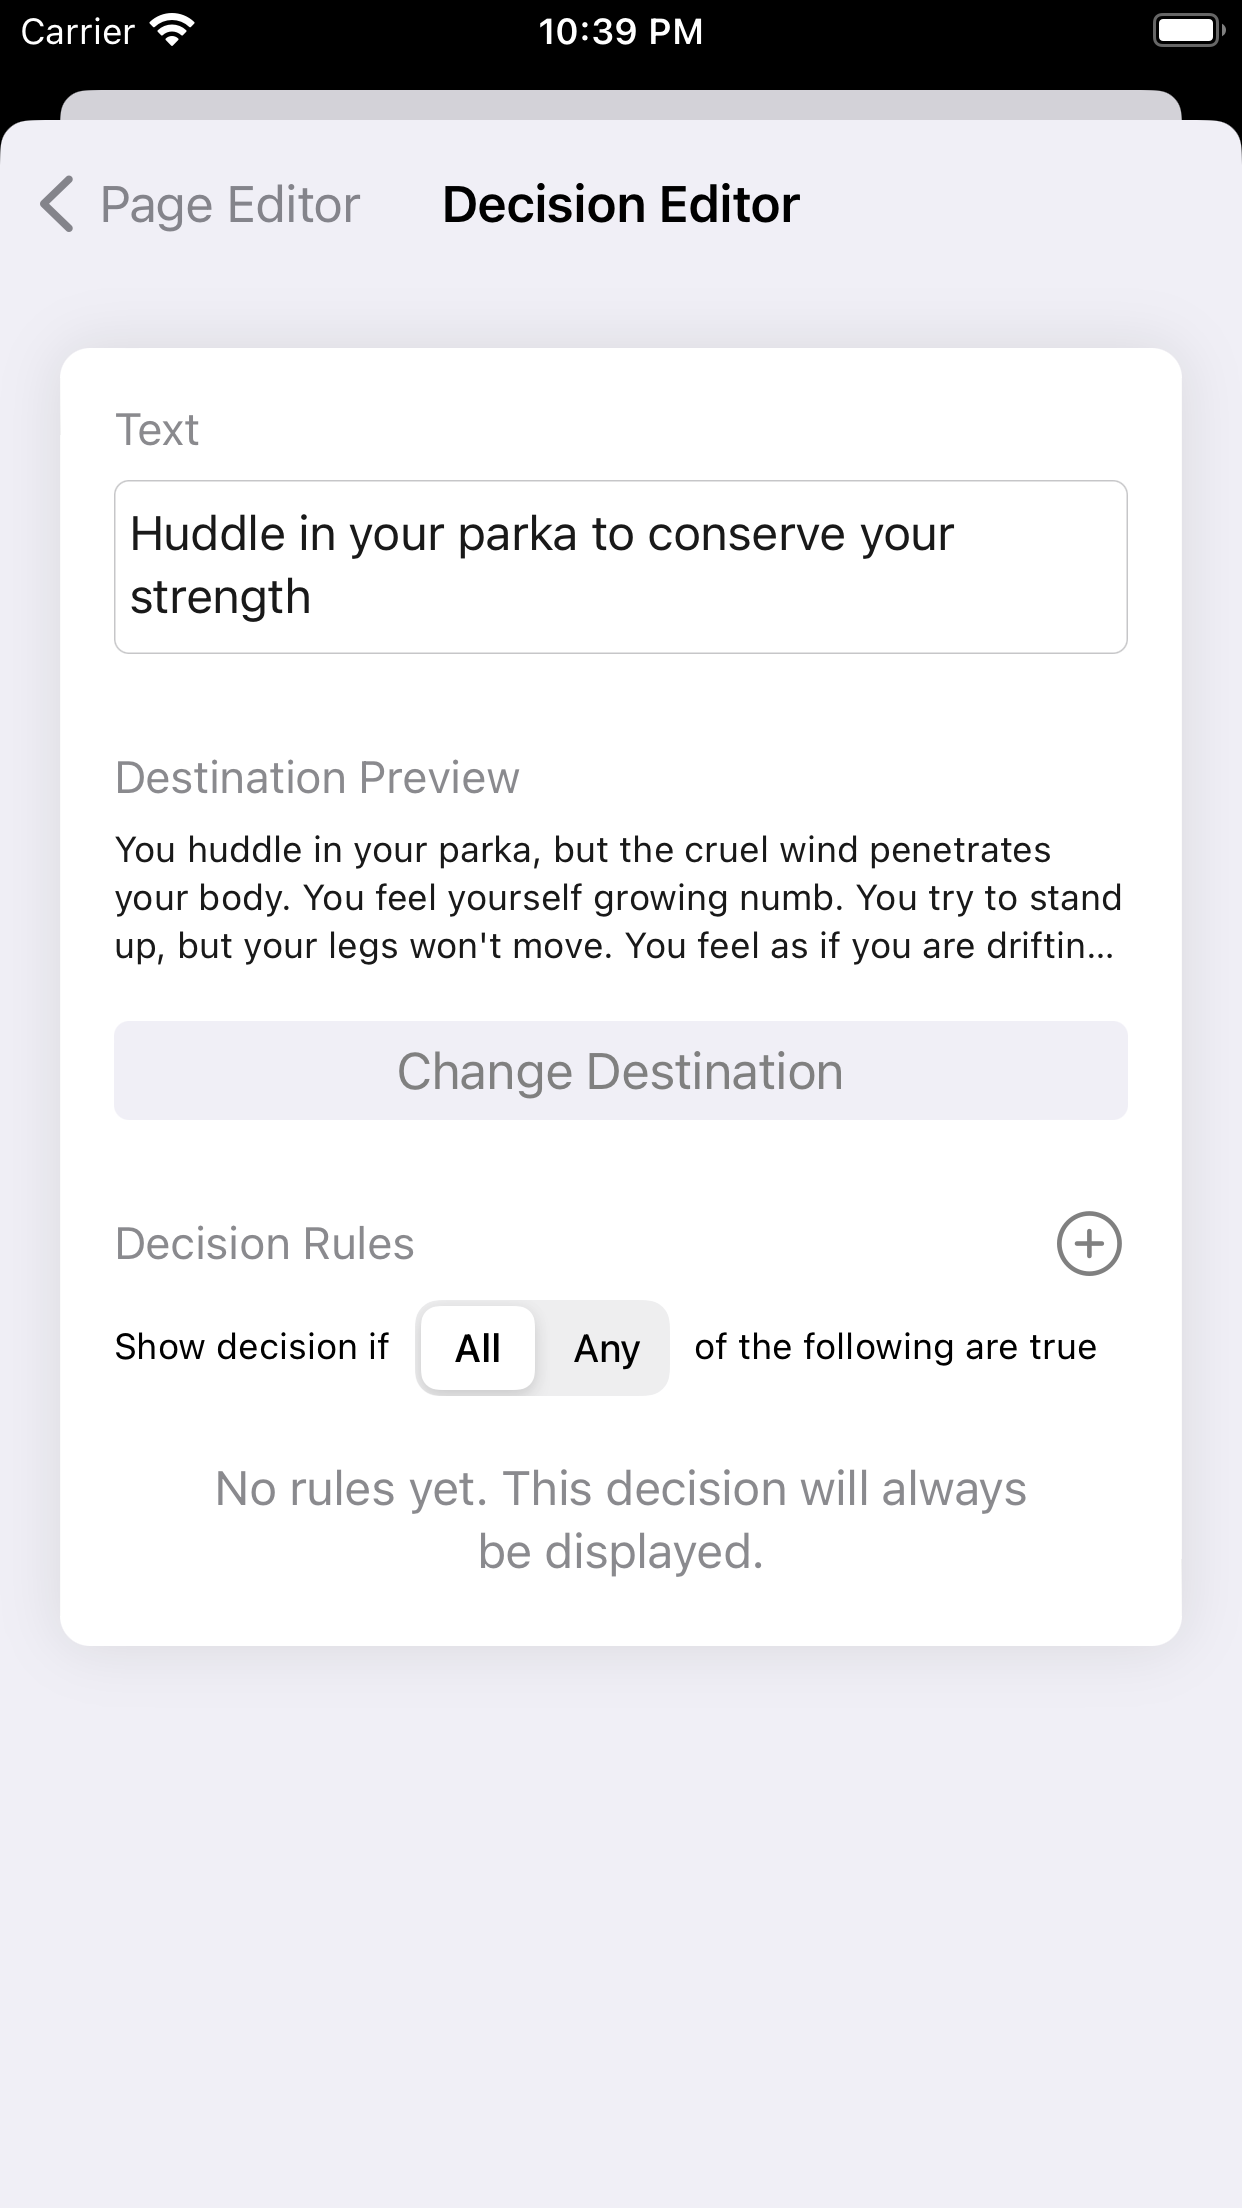 Carrier 10:39 PM
Page Editor Decision Editor
Text
Huddle in your parka to conserve your
strength
Destination Preview
You huddle in your parka, but the cruel wind penetrates
your body. You feel yourself growing numb. You try to stand
up, but your legs won't move. You feel as if you are driftin...
Change Destination
Decision Rules
Show decision if All Any of the following are true
No rules yet. This decision will always
be displayed.